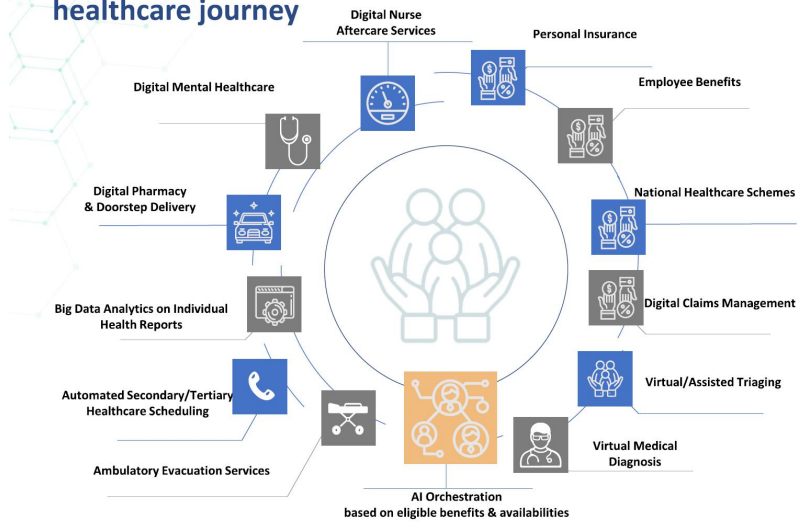 healthcare journey
Digital Nurse
Aftercare Services
Personal Insurance
Digital Mental Healthcare
Employee Benefits
Digital Pharmacy
& Doorstep Delivery
National Healthcare Schemes
Big Data Analytics on Individual
Health Reports
Digital Claims Management
Automated Secondary/Tertiary
Healthcare Scheduling
Virtual/Assisted Triaging
Ambulatory Evacuation Services
Virtual Medical
Diagnosis
AI Orchestration
based on eligible benefits & availabilities